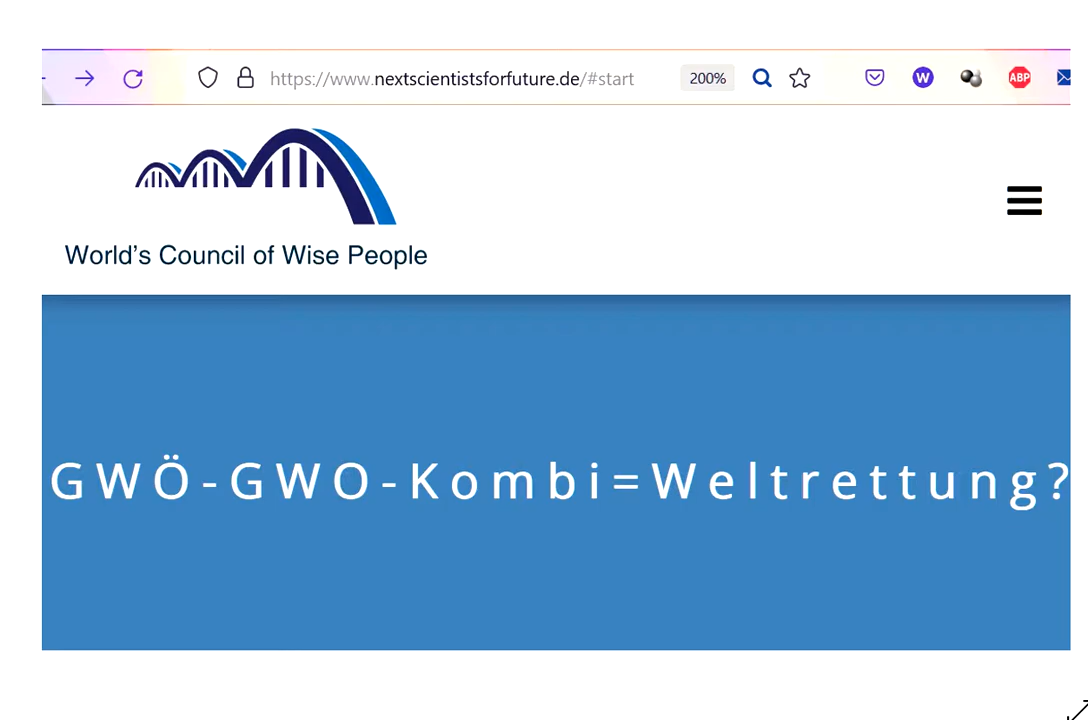 https://www.nextscientistsforfuture.de/#start
200%
W
ABP
World's Council of Wise People
GWÖ-GWO-Kombi=Weltrettung?